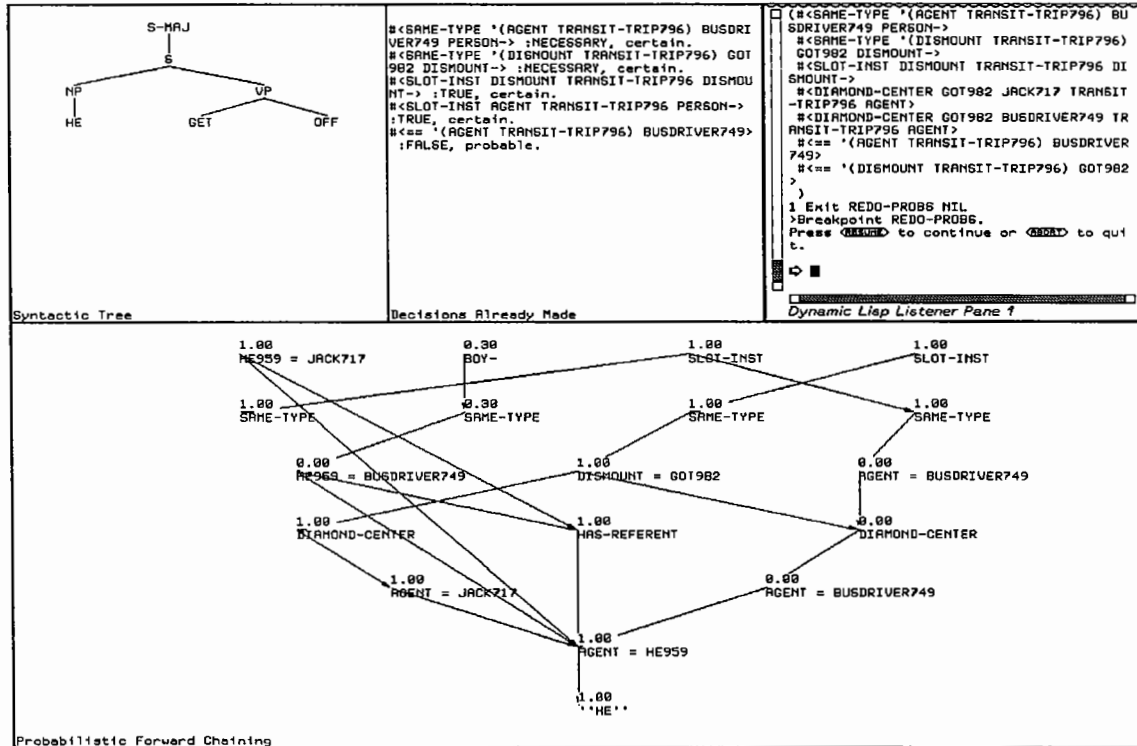 S-MAJ
S
NP VP
HE GET OFF
Syntactic Tree
#<SAME-TYPE '(AGENT TRANSIT-TRIP796) BUSDRI
VER749 PERSON-> :NECESSARY, certain.
#<SAME-TYPE '(DISMOUNT TRANSIT-TRIP796) GOT
982 DISMOUNT-> :NECESSARY, certain.
#<SLOT-INST DISMOUNT TRANSIT-TRIP796 DISMOU
NT-> :TRUE, certain.
#<SLOT-INST AGENT TRANSIT-TRIP796 PERSON->
:TRUE, certain.
#<== '(AGENT TRANSIT-TRIP796) BUSDRIVER749>
:FALSE, probable.
Decisions Already Made
(#<SAME-TYPE '(AGENT TRANSIT-TRIP796) BU
SDRIVER749 PERSON->
#<SAME-TYPE '(DISMOUNT TRANSIT-TRIP796)
GOT982 DISMOUNT->
#<SLOT-INST DISMOUNT TRANSIT-TRIP796 DI
SMOUNT->
#<DIAMOND-CENTER GOT982 JACK717 TRANSIT
-TRIP796 AGENT>
#<DIAMOND-CENTER GOT982 BUSDRIVER749 TR
ANSIT-TRIP796 AGENT>
#<== '(AGENT TRANSIT-TRIP796) BUSDRIVER
749>
#<== '(DISMOUNT TRANSIT-TRIP796) GOT982
>
)
1 Exit REDO-PROBS NIL
>Breakpoint REDO-PROBS.
Press <RESUME> to continue or <ABORT> to qui
t.
Dynamic Lisp Listener Pane 1
1.00 0.30 1.00 1.00
HE959 = JACK717 BOY- SLOT-INST SLOT-INST
1.00 0.30 1.00 1.00
SAME-TYPE SAME-TYPE SAME-TYPE SAME-TYPE
0.00 1.00 0.00
HE959 = BUSDRIVER749 DISMOUNT = GOT982 AGENT = BUSDRIVER749
1.00 1.00 0.00
DIAMOND-CENTER HAS-REFERENT DIAMOND-CENTER
1.00 0.00
AGENT = JACK717 AGENT = BUSDRIVER749
1.00
AGENT = HE959
1.00
''HE''
Probabilistic Forward Chaining